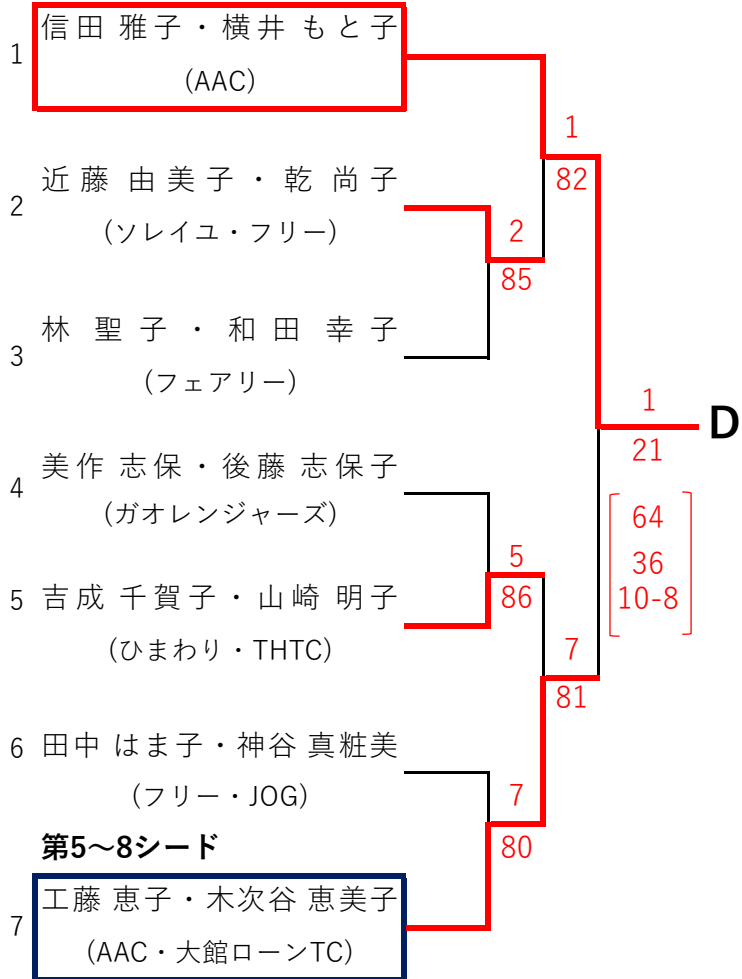 1
信田 雅子・横井 もと子
(AAC)
1
82
2
近藤 由美子・乾 尚子
(ソレイユ・フリー)
2
85
3
林 聖子・和田 幸子
(フェアリー)
1
D
21
64
36
10-8
4
美作 志保・後藤 志保子
(ガオレンジャーズ)
5
86
5
吉成 千賀子・山崎 明子
(ひまわり・THTC)
7
81
6
田中 はま子・神谷 真粧美
(フリー・JOG)
7
80
第5～8シード
7
工藤 恵子・木次谷 恵美子
(AAC・大館ローンTC)